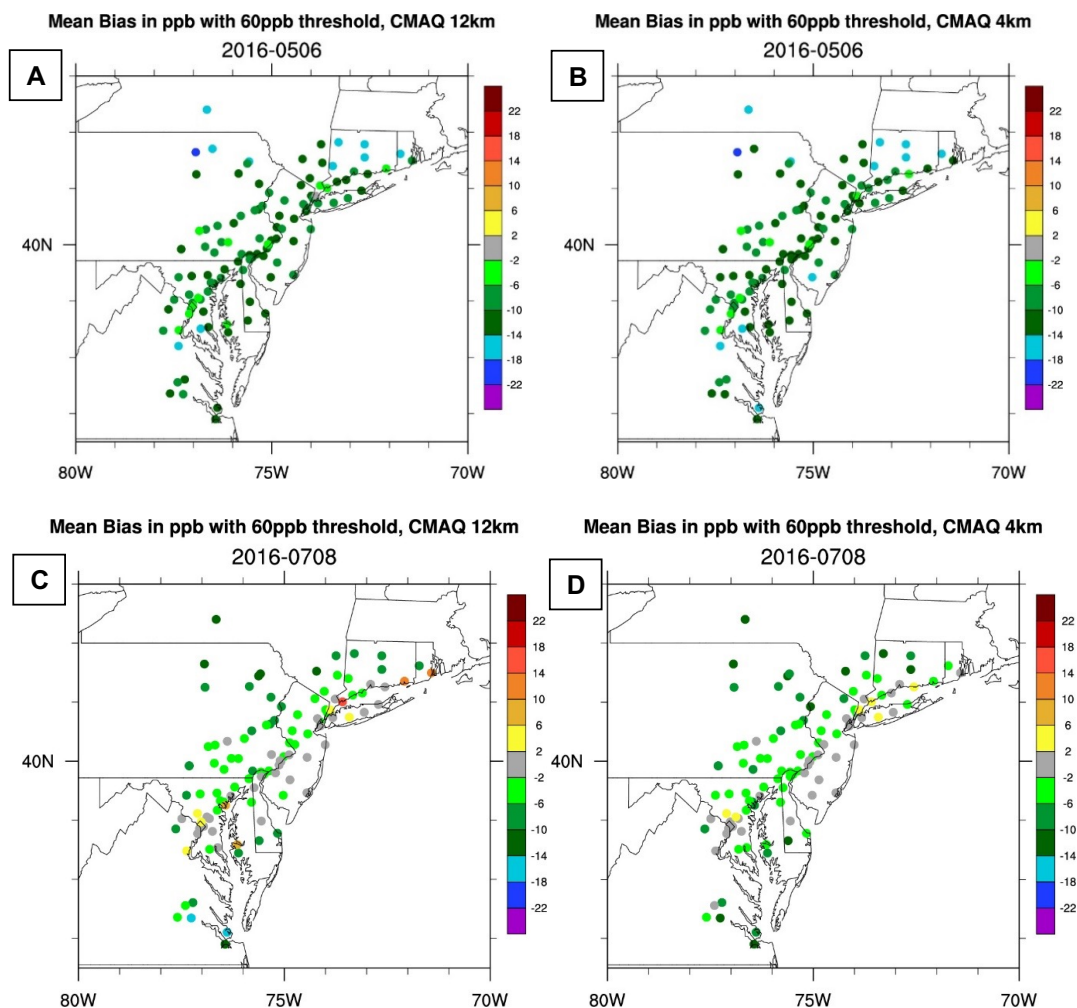 Mean Bias in ppb with 60ppb threshold, CMAQ 12km
2016-0506
A
22
18
14
10
6
2
-2
-6
-10
-14
-18
-22
40N
80W
75W
70W
Mean Bias in ppb with 60ppb threshold, CMAQ 4km
2016-0506
B
22
18
14
10
6
2
-2
-6
-10
-14
-18
-22
40N
80W
75W
70W
Mean Bias in ppb with 60ppb threshold, CMAQ 12km
2016-0708
C
22
18
14
10
6
2
-2
-6
-10
-14
-18
-22
40N
80W
75W
70W
Mean Bias in ppb with 60ppb threshold, CMAQ 4km
2016-0708
D
22
18
14
10
6
2
-2
-6
-10
-14
-18
-22
40N
80W
75W
70W